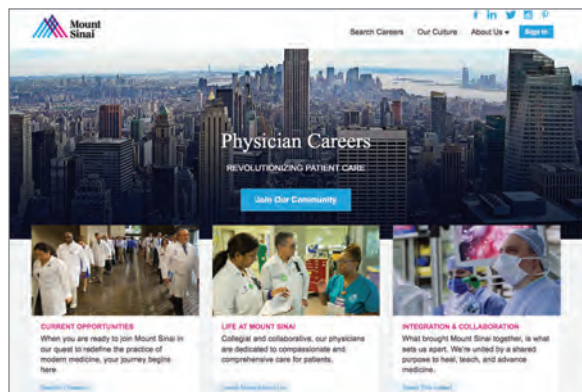 Mount
Sinai
Search Careers Our Culture About Us Sign In
Physician Careers
REVOLUTIONIZING PATIENT CARE
Join Our Community
CURRENT OPPORTUNITIES
When you are ready to join Mount Sinai in
our quest to redefine the practice of
modern medicine, your journey begins
here.
LIFE AT MOUNT SINAI
Collegial and collaborative, our physicians
are dedicated to compassionate and
comprehensive care for patients.
INTEGRATION & COLLABORATION
What brought Mount Sinai together, is what
sets us apart. We're united by a shared
purpose to heal, teach, and advance
medicine.